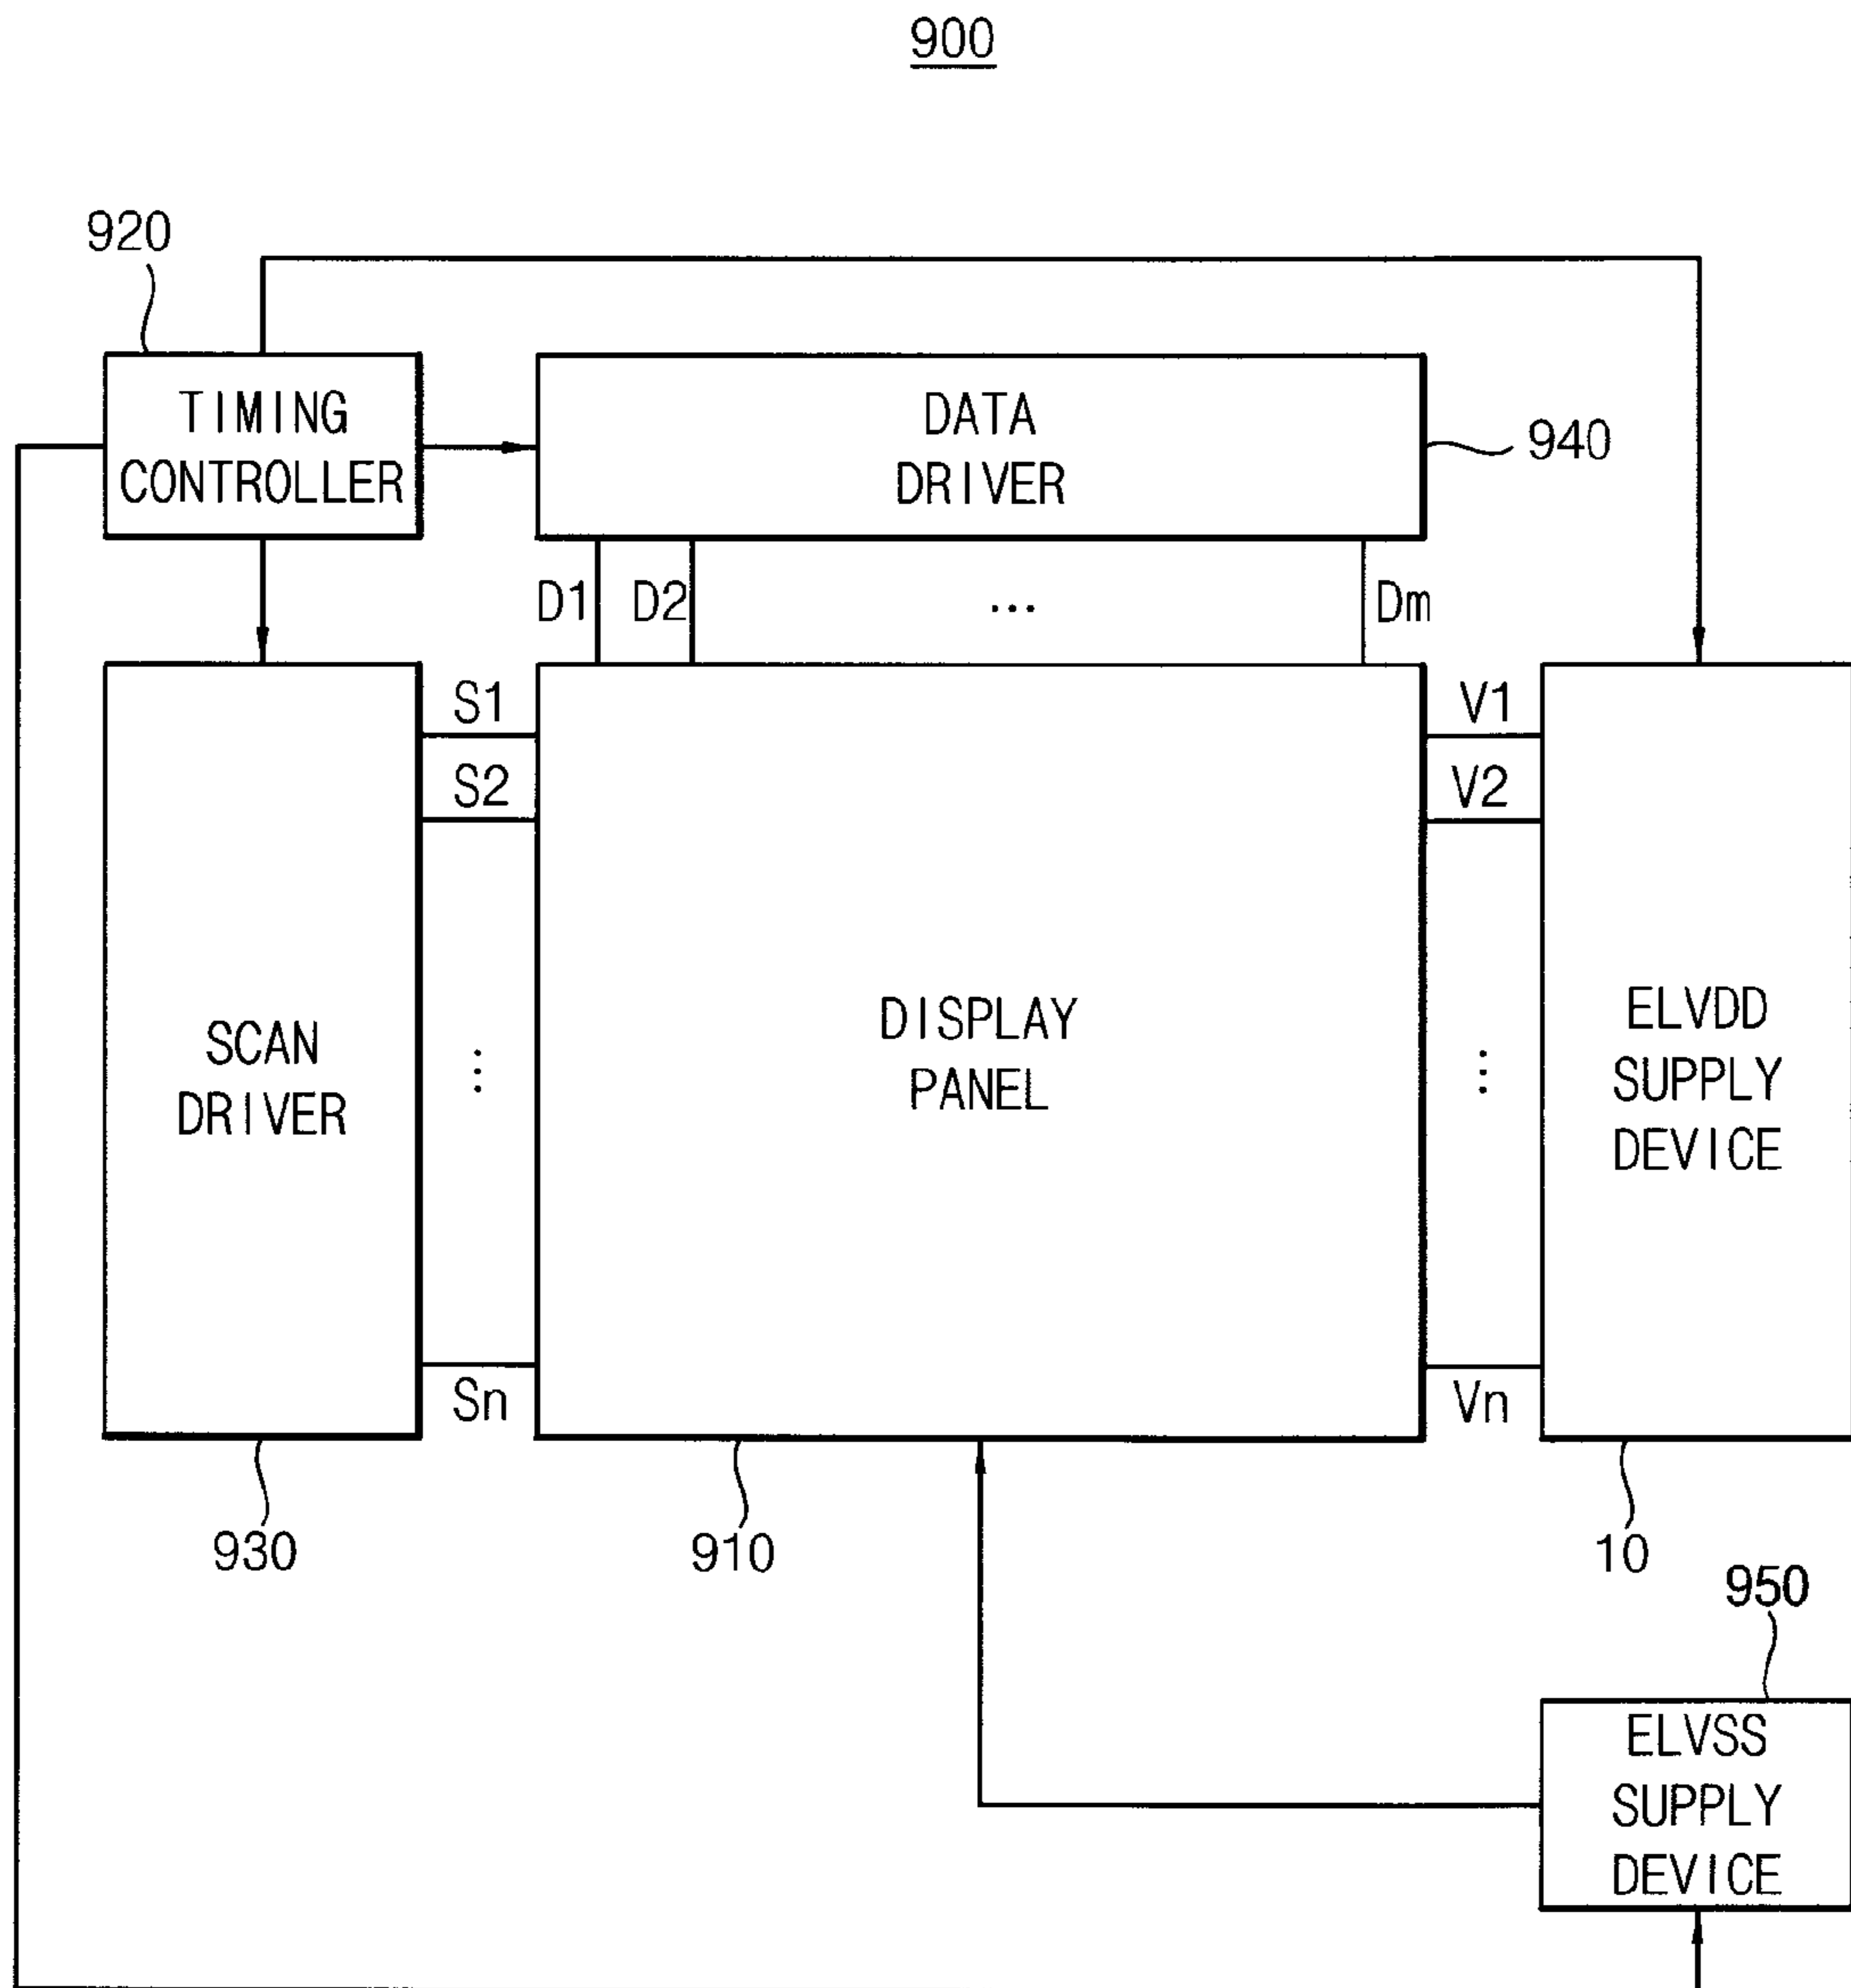 900
920
TIMING
CONTROLLER
DATA
DRIVER
940
D1 D2 ... Dm
S1
S2
⋮
Sn
SCAN
DRIVER
DISPLAY
PANEL
V1
V2
⋮
Vn
ELVDD
SUPPLY
DEVICE
930
910
10
950
ELVSS
SUPPLY
DEVICE